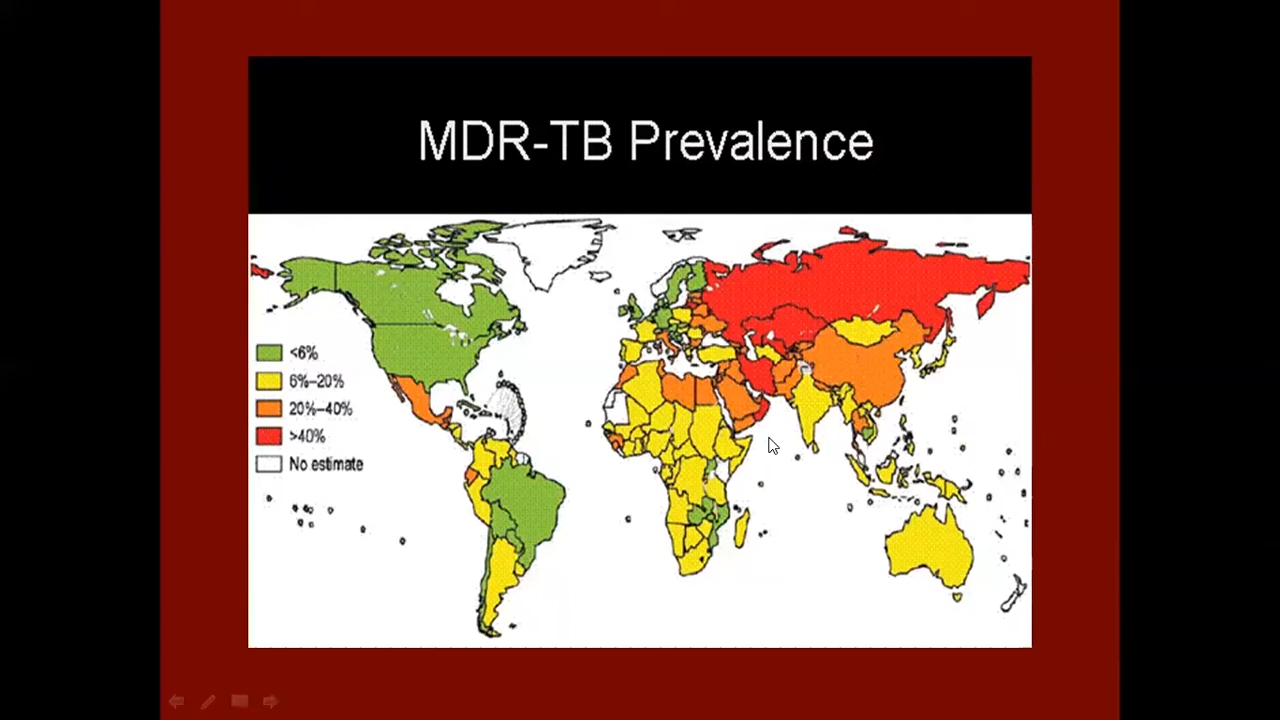 MDR-TB Prevalence
<6%
6%–20%
20%–40%
>40%
No estimate